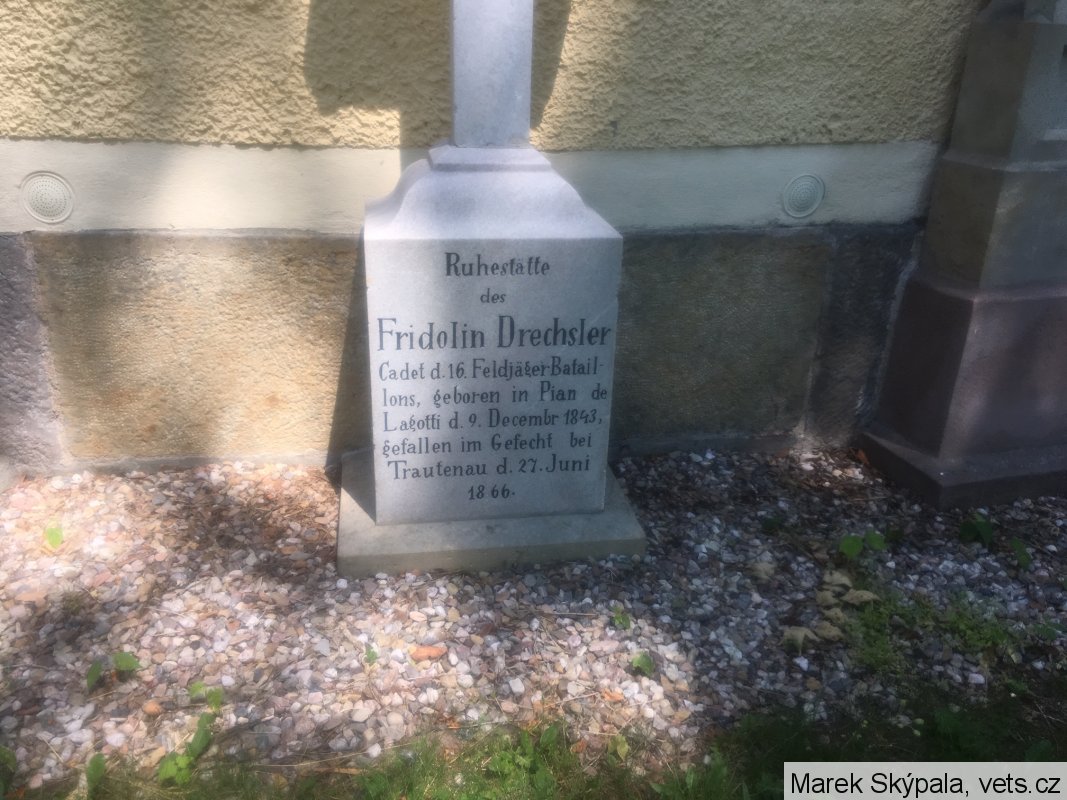 Ruhestätte
des
Fridolin Drechsler
Cadet d. 16. Feldjäger Batail-
lons, geboren in Pian de
Lagotti d. 9. Decembr 1843,
gefallen im Gefecht bei
Trautenau d. 27. Juni
1866.
Marek Skýpala, vets.cz